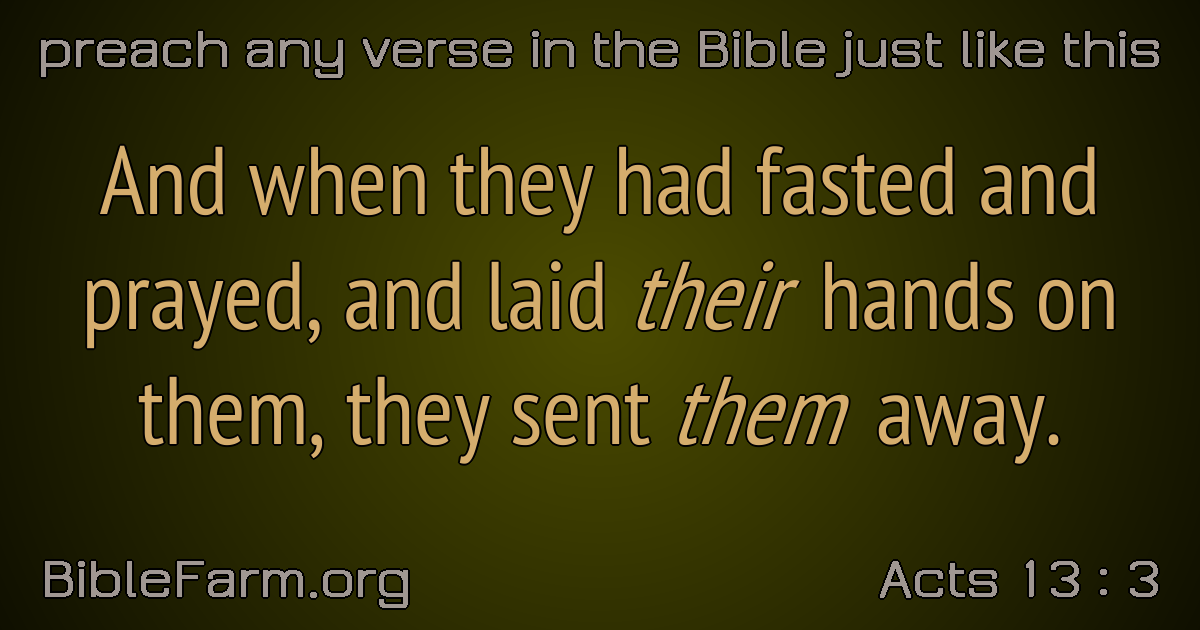 preach any verse in the Bible just like this
And when they had fasted and
prayed, and laid their hands on
them, they sent them away.
BibleFarm.org
Acts 13 : 3